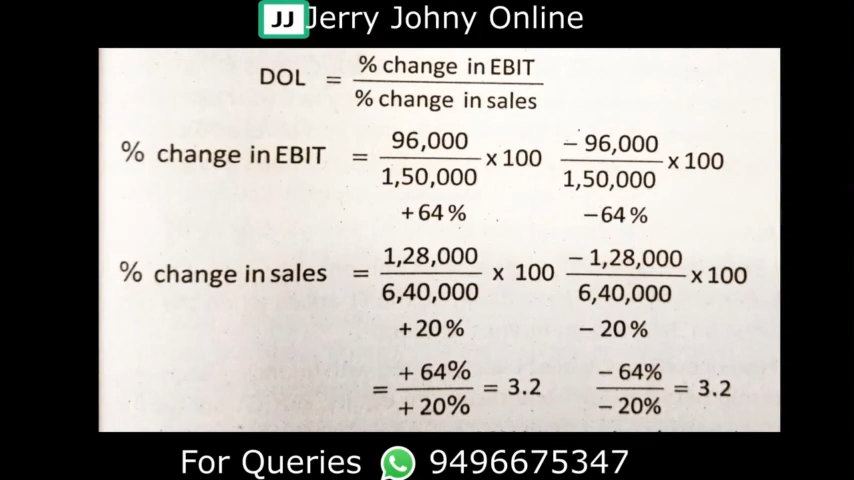 JJ Jerry Johny Online
DOL = % change in EBIT / % change in sales
% change in EBIT = 96,000 / 1,50,000 x 100   – 96,000 / 1,50,000 x 100
+64% –64%
% change in sales = 1,28,000 / 6,40,000 x 100   – 1,28,000 / 6,40,000 x 100
+20% – 20%
= + 64% / + 20% = 3.2   – 64% / – 20% = 3.2
For Queries 9496675347